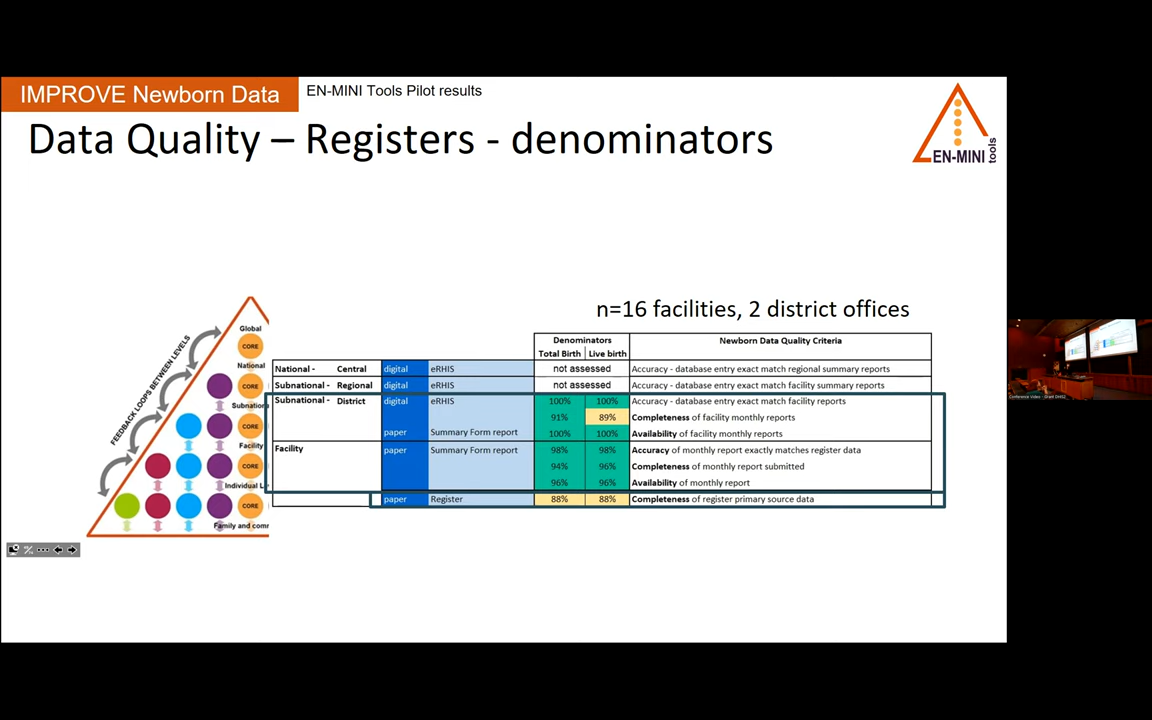 IMPROVE Newborn Data
EN-MINI Tools Pilot results
Data Quality – Registers - denominators
EN-MINI
tools
n=16 facilities, 2 district offices
FEEDBACK LOOPS BETWEEN LEVELS
Global
CORE
National
CORE
Subnation
CORE
Facility
CORE
Individual L
CORE
Family and comm
Denominators
Newborn Data Quality Criteria
Total Birth Live birth
National - Central digital eRHIS not assessed Accuracy - database entry exact match regional summary reports
Subnational - Regional digital eRHIS not assessed Accuracy - database entry exact match facility summary reports
Subnational - District digital eRHIS 100% 100% Accuracy - database entry exact match facility reports
91% 89% Completeness of facility monthly reports
paper Summary Form report 100% 100% Availability of facility monthly reports
Facility paper Summary Form report 98% 98% Accuracy of monthly report exactly matches register data
94% 96% Completeness of monthly report submitted
96% 96% Availability of monthly report
paper Register 88% 88% Completeness of register primary source data